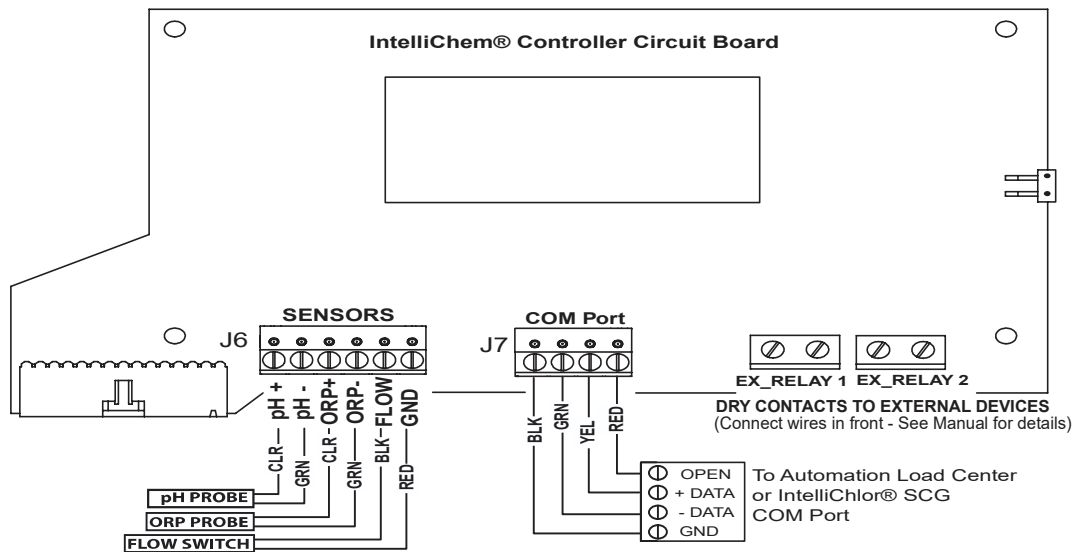 IntelliChem® Controller Circuit Board
SENSORS
J6
pH +
pH -
ORP+
ORP-
FLOW
GND
CLR
GRN
CLR
GRN
BLK
RED
pH PROBE
ORP PROBE
FLOW SWITCH
COM Port
J7
BLK
GRN
YEL
RED
OPEN
+ DATA
- DATA
GND
To Automation Load Center
or IntelliChlor® SCG
COM Port
EX_RELAY 1
EX_RELAY 2
DRY CONTACTS TO EXTERNAL DEVICES
(Connect wires in front - See Manual for details)